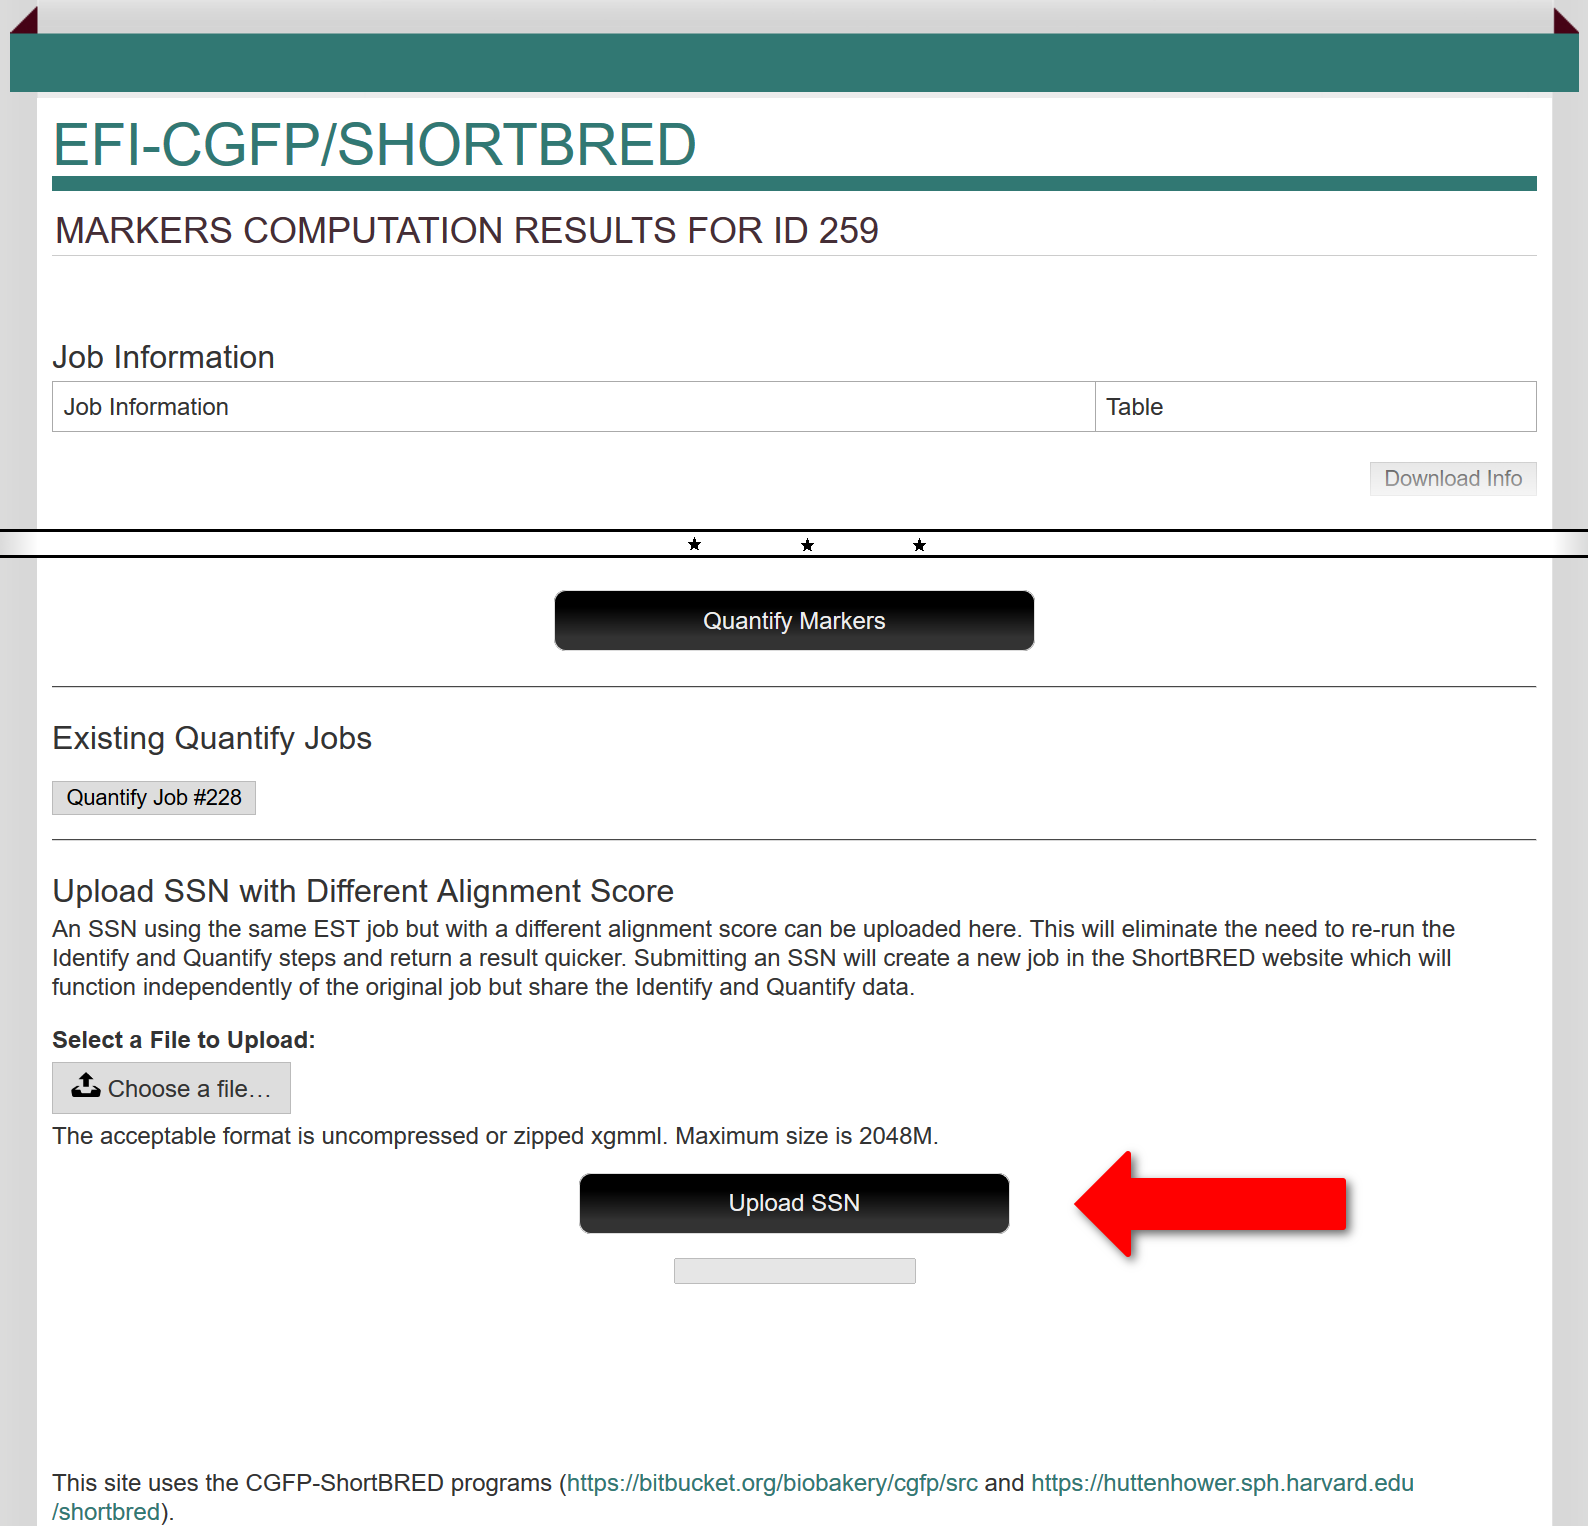 EFI-CGFP/SHORTBRED
MARKERS COMPUTATION RESULTS FOR ID 259
Job Information
Job Information
Table
Download Info
Quantify Markers
Existing Quantify Jobs
Quantify Job #228
Upload SSN with Different Alignment Score
An SSN using the same EST job but with a different alignment score can be uploaded here. This will eliminate the need to re-run the
Identify and Quantify steps and return a result quicker. Submitting an SSN will create a new job in the ShortBRED website which will
function independently of the original job but share the Identify and Quantify data.
Select a File to Upload:
Choose a file…
The acceptable format is uncompressed or zipped xgmml. Maximum size is 2048M.
Upload SSN
This site uses the CGFP-ShortBRED programs (https://bitbucket.org/biobakery/cgfp/src and https://huttenhower.sph.harvard.edu
/shortbred).